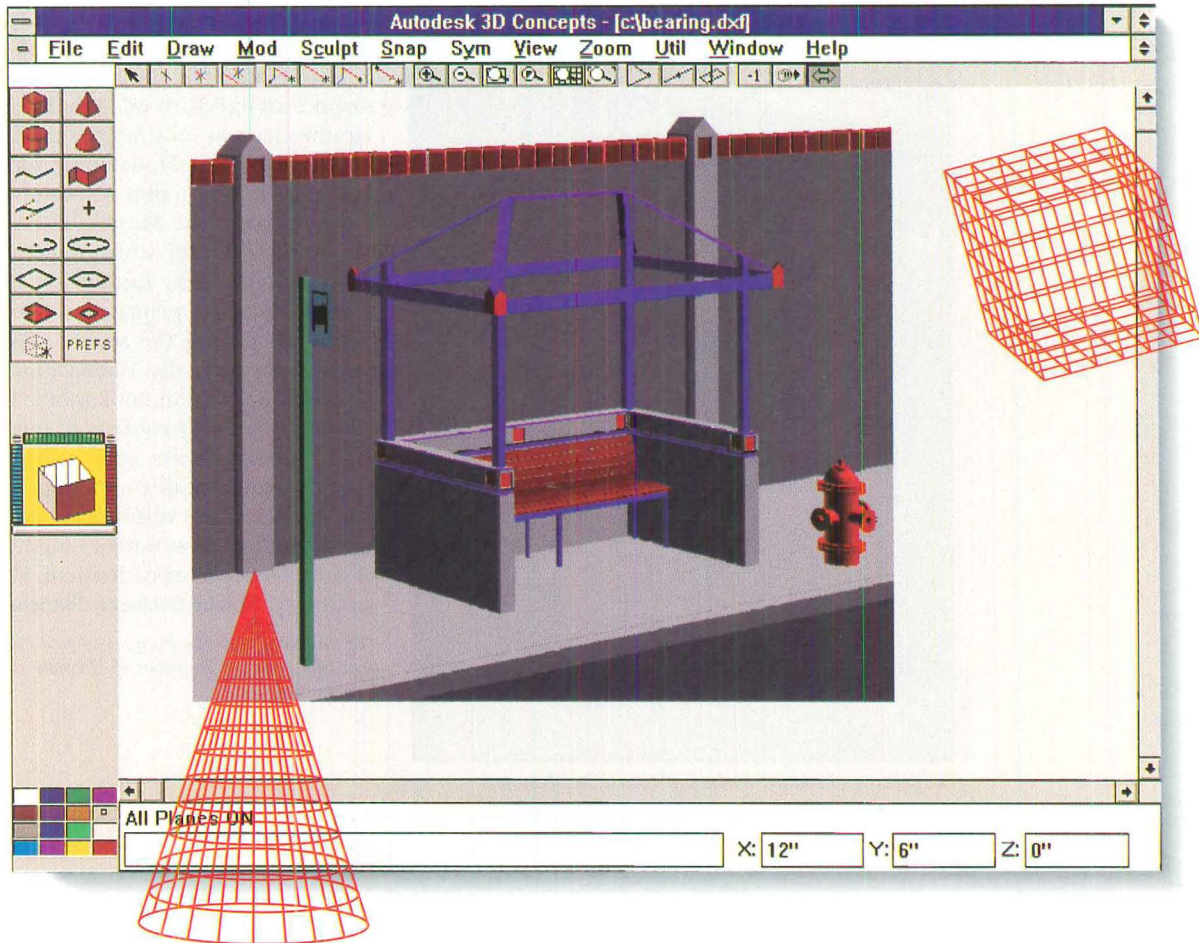 Autodesk 3D Concepts - [c:\bearing.dxf]
File Edit Draw Mod Sculpt Snap Sym View Zoom Util Window Help
-1
PREFS
All Planes ON
X: 12" Y: 6" Z: 0"